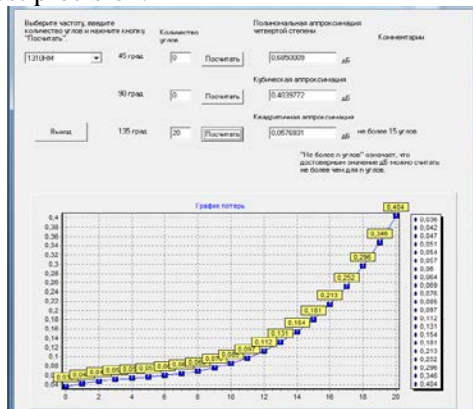 Выберите частоту, введите
количество углов и нажмите кнопку
"Посчитать".
Количество
углов
Полиномиальная аппроксимация
четвертой степени
Комментарии
1310НМ
45 град
0
Посчитать
0,6850009
дБ
Кубическая аппроксимация
90 град
0
Посчитать
0,4039772
дБ
Квадратичная аппроксимация
Выход
135 град
20
Посчитать
0,0576931
дБ
не более 15 углов
"Не более n углов" означает, что
достоверным значение дБ можно считать
не более чем для n углов.
График потерь
0,4
0,38
0,36
0,34
0,32
0,3
0,28
0,26
0,24
0,22
0,2
0,18
0,16
0,14
0,12
0,1
0,08
0,06
0,04
0,112
0,131
0,154
0,181
0,213
0,252
0,296
0,346
0,404
0 2 4 6 8 10 12 14 16 18 20
0,036
0,042
0,047
0,051
0,054
0,057
0,06
0,064
0,069
0,076
0,085
0,097
0,112
0,131
0,154
0,181
0,213
0,252
0,296
0,346
0,404